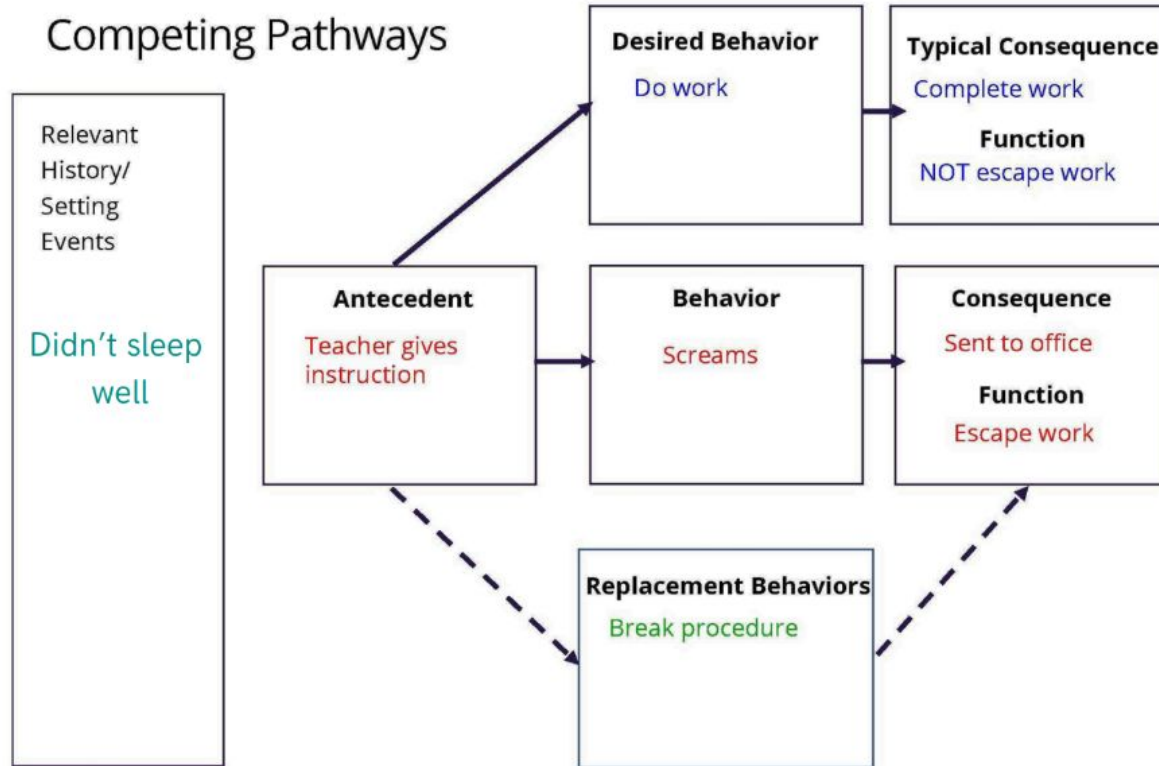 Competing Pathways
Relevant
History/
Setting
Events
Didn’t sleep
well
Desired Behavior
Do work
Typical Consequence
Complete work
Function
NOT escape work
Antecedent
Teacher gives
instruction
Behavior
Screams
Consequence
Sent to office
Function
Escape work
Replacement Behaviors
Break procedure